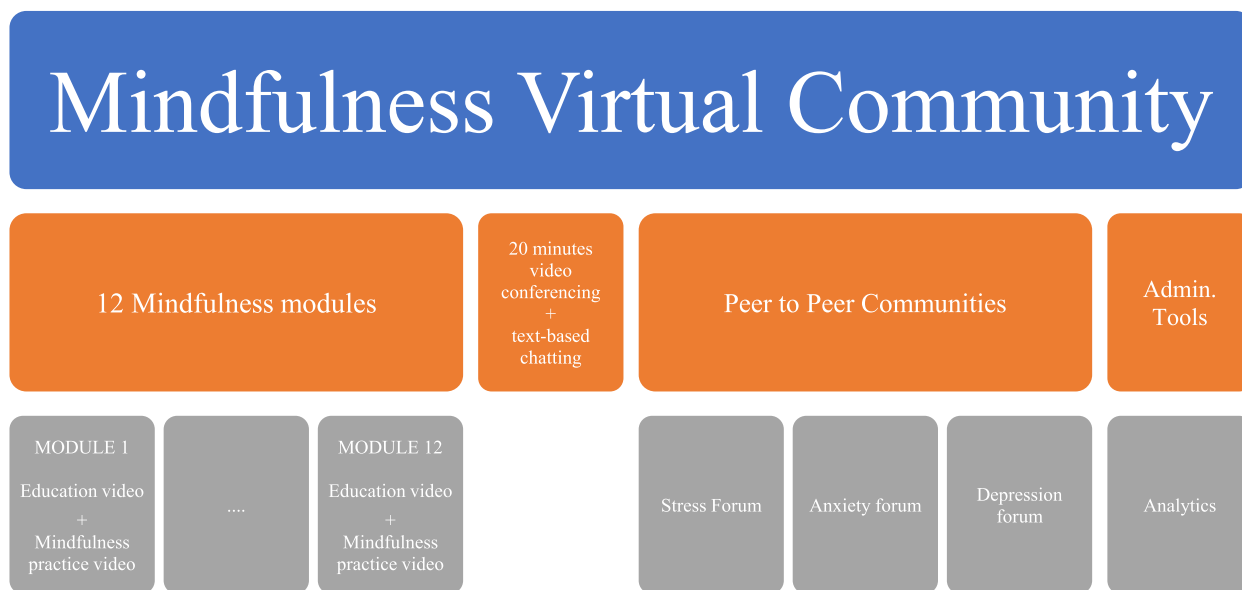 Mindfulness Virtual Community
12 Mindfulness modules
20 minutes
video
conferencing
+
text-based
chatting
Peer to Peer Communities
Admin.
Tools
MODULE 1
Education video
+
Mindfulness
practice video
....
MODULE 12
Education video
+
Mindfulness
practice video
Stress Forum
Anxiety forum
Depression
forum
Analytics